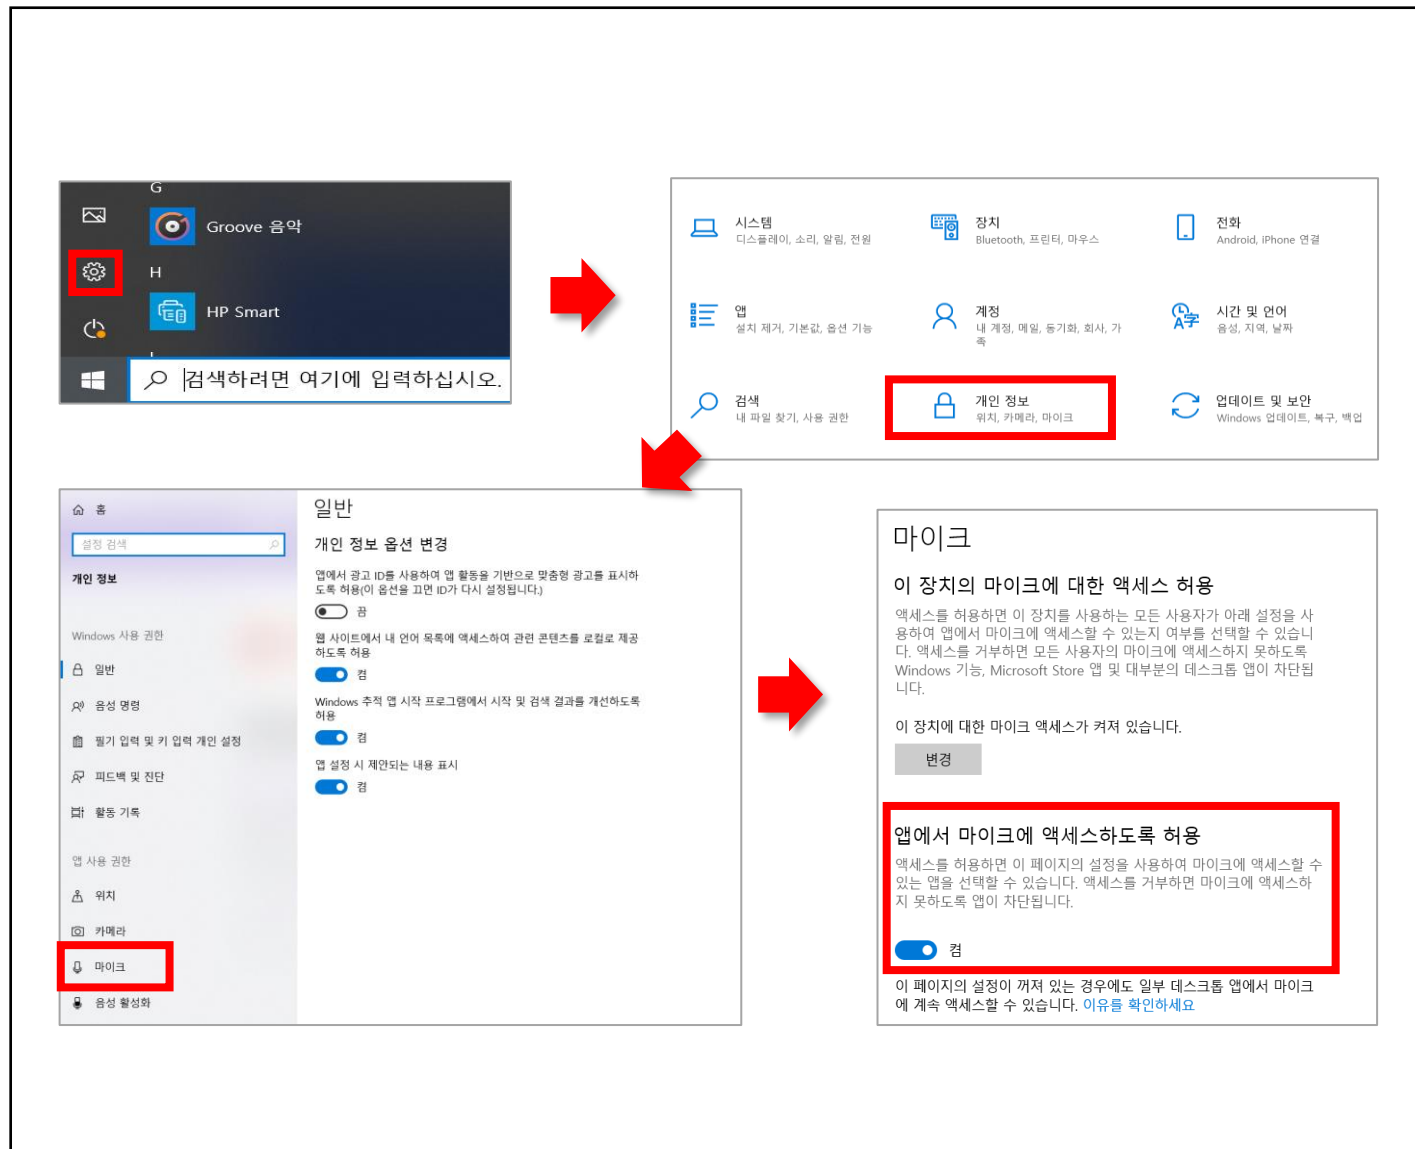 G
Groove 음악
H
HP Smart
검색하려면 여기에 입력하십시오.
시스템
디스플레이, 소리, 알림, 전원
장치
Bluetooth, 프린터, 마우스
전화
Android, iPhone 연결
앱
설치 제거, 기본값, 옵션 기능
계정
내 계정, 메일, 동기화, 회사, 가
족
시간 및 언어
음성, 지역, 날짜
검색
내 파일 찾기, 사용 권한
개인 정보
위치, 카메라, 마이크
업데이트 및 보안
Windows 업데이트, 복구, 백업
홈
설정 검색
개인 정보
Windows 사용 권한
일반
음성 명령
필기 입력 및 키 입력 개인 설정
피드백 및 진단
활동 기록
앱 사용 권한
위치
카메라
마이크
음성 활성화
일반
개인 정보 옵션 변경
앱에서 광고 ID를 사용하여 앱 활동을 기반으로 맞춤형 광고를 표시하
도록 허용(이 옵션을 끄면 ID가 다시 설정됩니다.)
끔
웹 사이트에서 내 언어 목록에 액세스하여 관련 콘텐츠를 로컬로 제공
하도록 허용
켬
Windows 추적 앱 시작 프로그램에서 시작 및 검색 결과를 개선하도록
허용
켬
앱 설정 시 제안되는 내용 표시
켬
마이크
이 장치의 마이크에 대한 액세스 허용
액세스를 허용하면 이 장치를 사용하는 모든 사용자가 아래 설정을 사
용하여 앱에서 마이크에 액세스할 수 있는지 여부를 선택할 수 있습니
다. 액세스를 거부하면 모든 사용자의 마이크에 액세스하지 못하도록
Windows 기능, Microsoft Store 앱 및 대부분의 데스크톱 앱이 차단됩
니다.
이 장치에 대한 마이크 액세스가 켜져 있습니다.
변경
앱에서 마이크에 액세스하도록 허용
액세스를 허용하면 이 페이지의 설정을 사용하여 마이크에 액세스할 수
있는 앱을 선택할 수 있습니다. 액세스를 거부하면 마이크에 액세스하
지 못하도록 앱이 차단됩니다.
켬
이 페이지의 설정이 꺼져 있는 경우에도 일부 데스크톱 앱에서 마이크
에 계속 액세스할 수 있습니다. 이유를 확인하세요